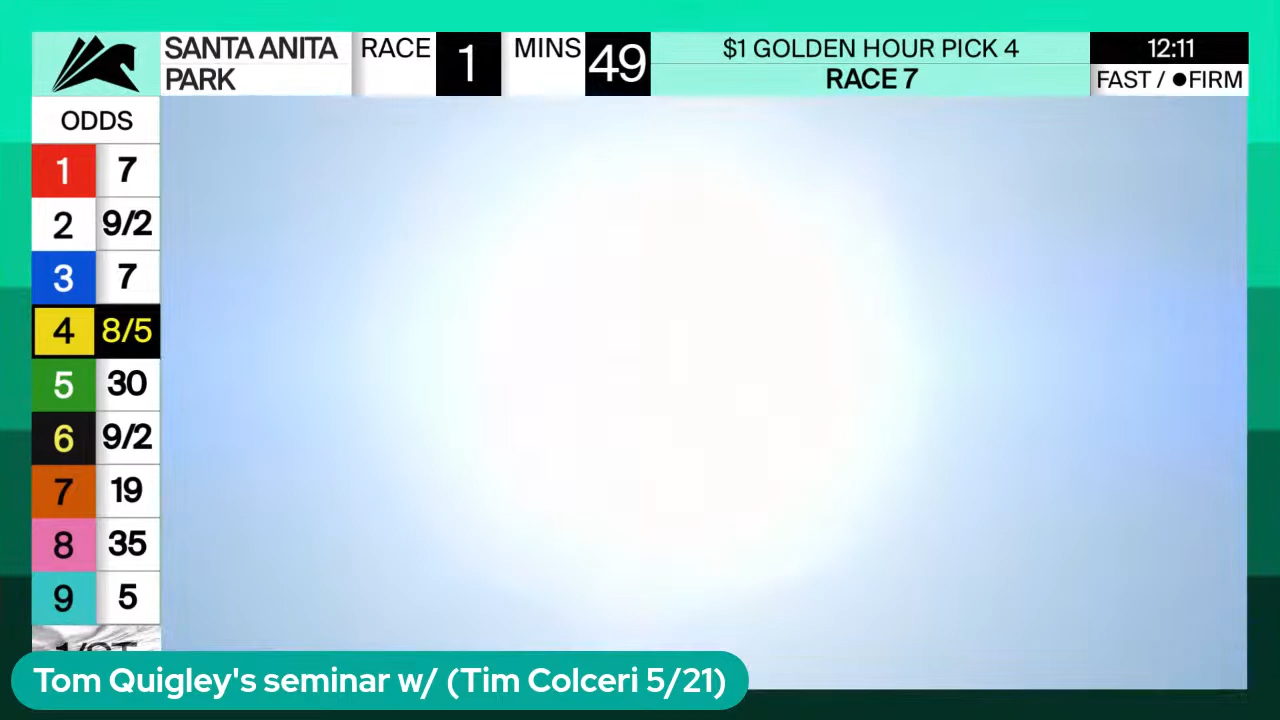 SANTA ANITA PARK
RACE 1
MINS 49
$1 GOLDEN HOUR PICK 4
RACE 7
12:11
FAST / ●FIRM
ODDS
1 7
2 9/2
3 7
4 8/5
5 30
6 9/2
7 19
8 35
9 5
Tom Quigley's seminar w/ (Tim Colceri 5/21)